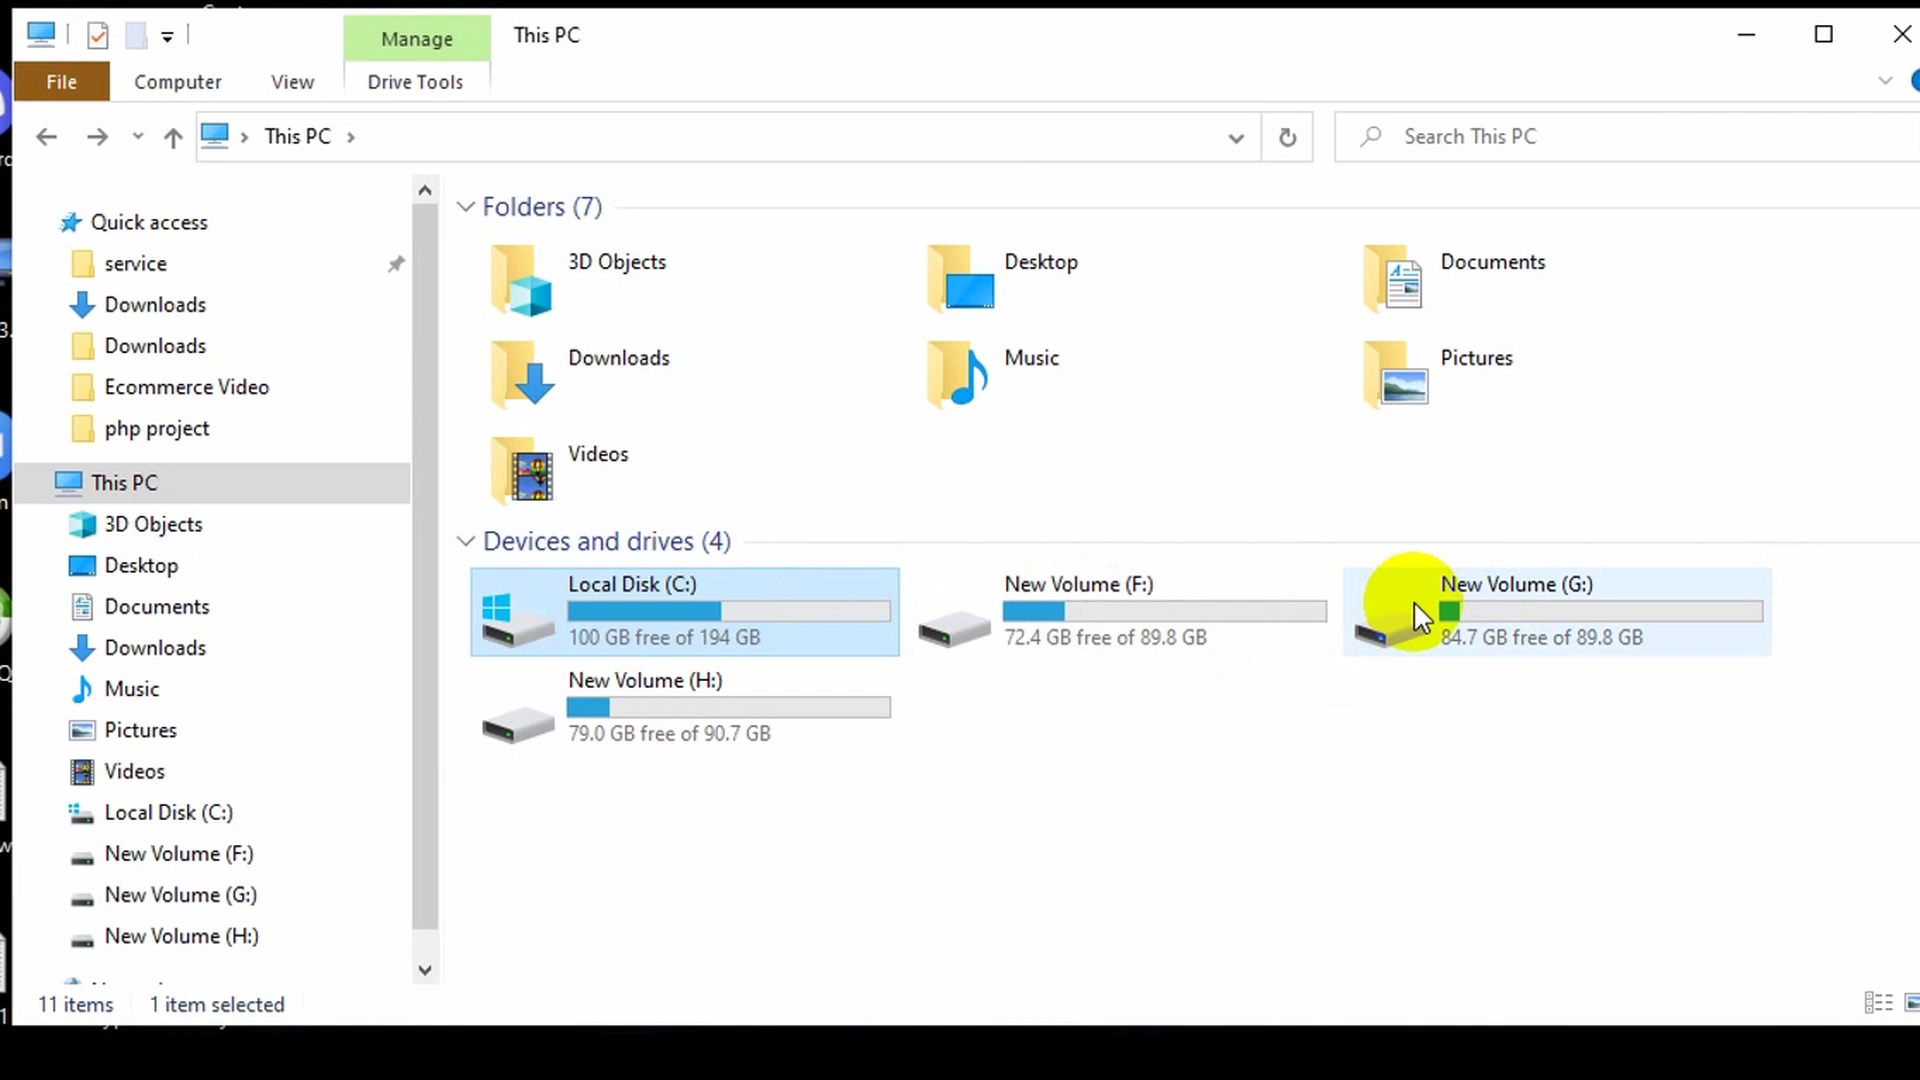 Manage
This PC
File
Computer
View
Drive Tools
This PC
Search This PC
Quick access
service
Downloads
Downloads
Ecommerce Video
php project
This PC
3D Objects
Desktop
Documents
Downloads
Music
Pictures
Videos
Local Disk (C:)
New Volume (F:)
New Volume (G:)
New Volume (H:)
Folders (7)
3D Objects
Desktop
Documents
Downloads
Music
Pictures
Videos
Devices and drives (4)
Local Disk (C:)
100 GB free of 194 GB
New Volume (F:)
72.4 GB free of 89.8 GB
New Volume (G:)
84.7 GB free of 89.8 GB
New Volume (H:)
79.0 GB free of 90.7 GB
11 items
1 item selected